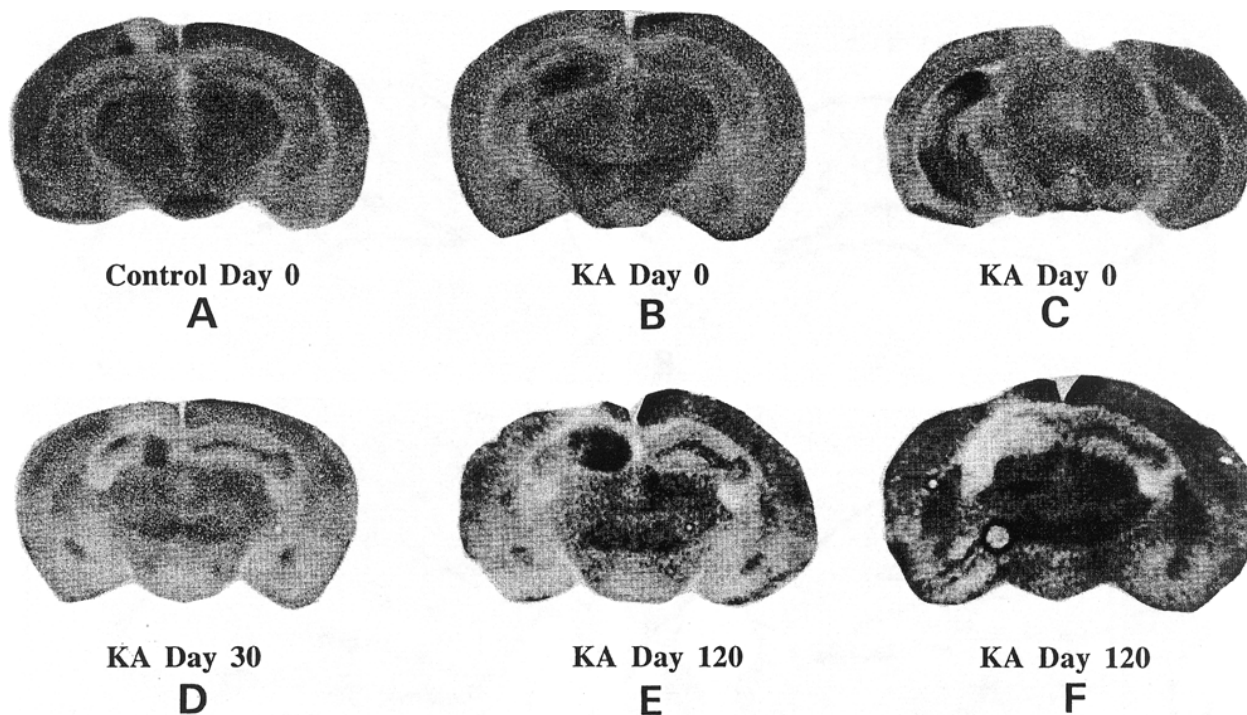 Control Day 0
A
KA Day 0
B
KA Day 0
C
KA Day 30
D
KA Day 120
E
KA Day 120
F